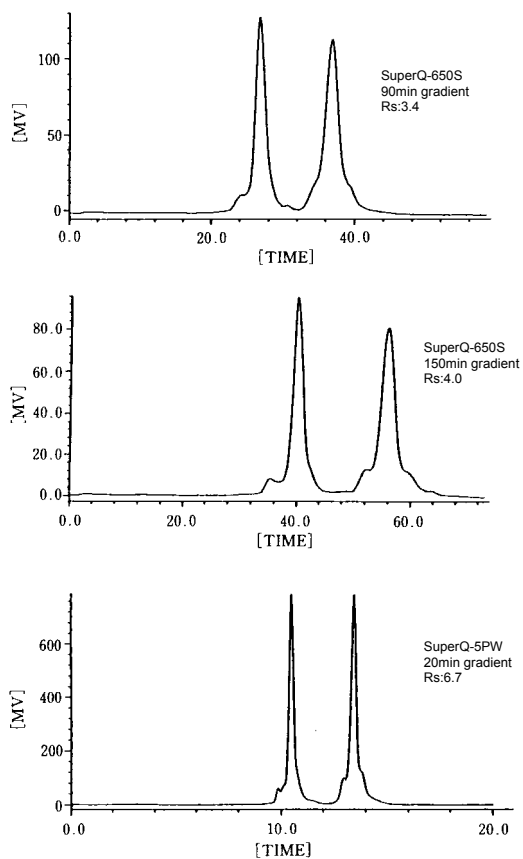 [MV]
100
50
0
0.0 20.0 40.0
[TIME]
SuperQ-650S
90min gradient
Rs:3.4
[MV]
80.0
60.0
40.0
20.0
0.0
0.0 20.0 40.0 60.0
[TIME]
SuperQ-650S
150min gradient
Rs:4.0
[MV]
600
400
200
0
0.0 10.0 20.0
[TIME]
SuperQ-5PW
20min gradient
Rs:6.7